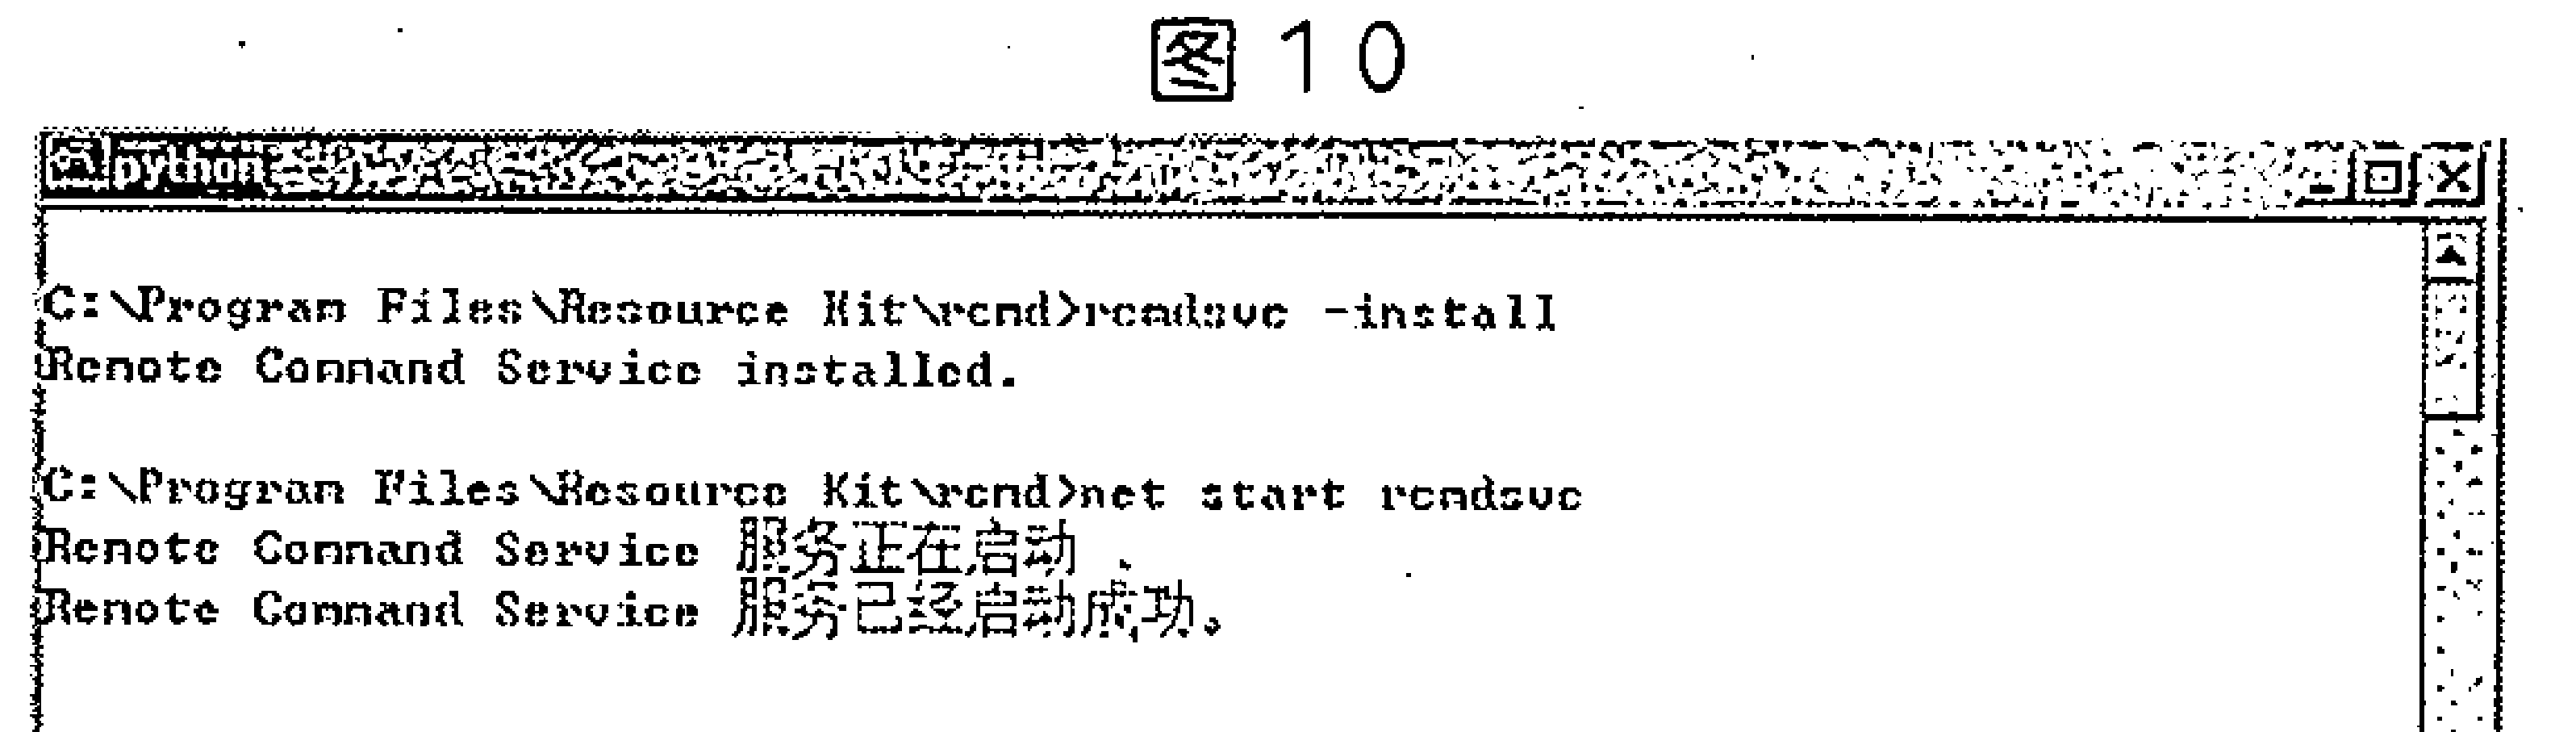 图 10
python
C:\Program Files\Resource Kit\rcmd>rcmdsvc -install
Remote Command Service installed.
C:\Program Files\Resource Kit\rcmd>net start rcmdsvc
Remote Command Service 服务正在启动 .
Remote Command Service 服务已经启动成功。